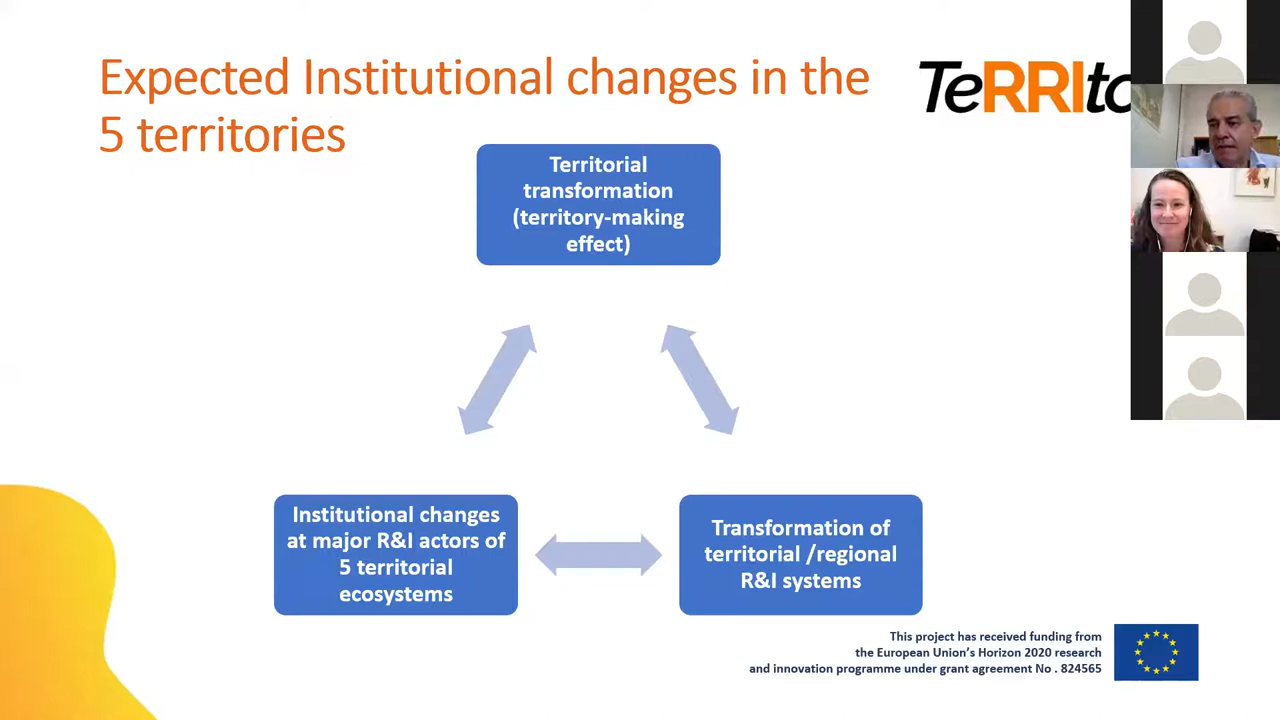 Expected Institutional changes in the
5 territories
TeRRIto
Territorial
transformation
(territory-making
effect)
Institutional changes
at major R&I actors of
5 territorial
ecosystems
Transformation of
territorial /regional
R&I systems
This project has received funding from
the European Union’s Horizon 2020 research
and innovation programme under grant agreement No . 824565